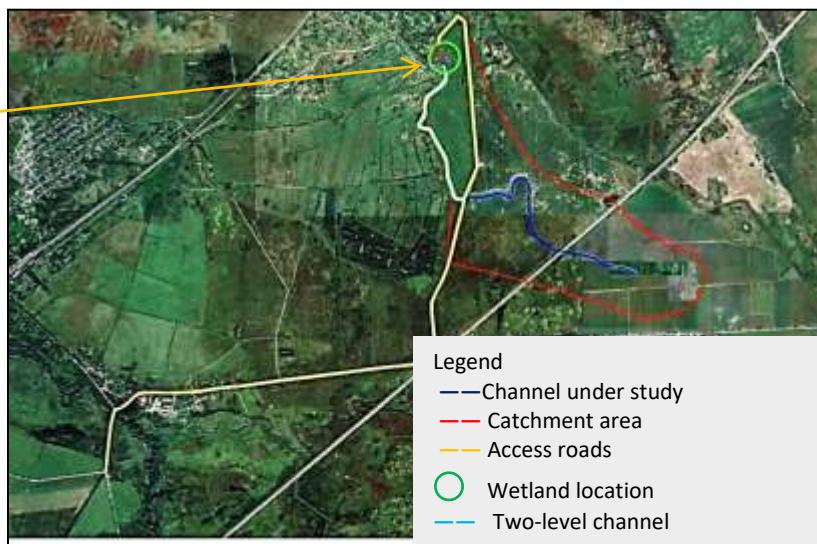 Legend
Channel under study
Catchment area
Access roads
Wetland location
Two-level channel